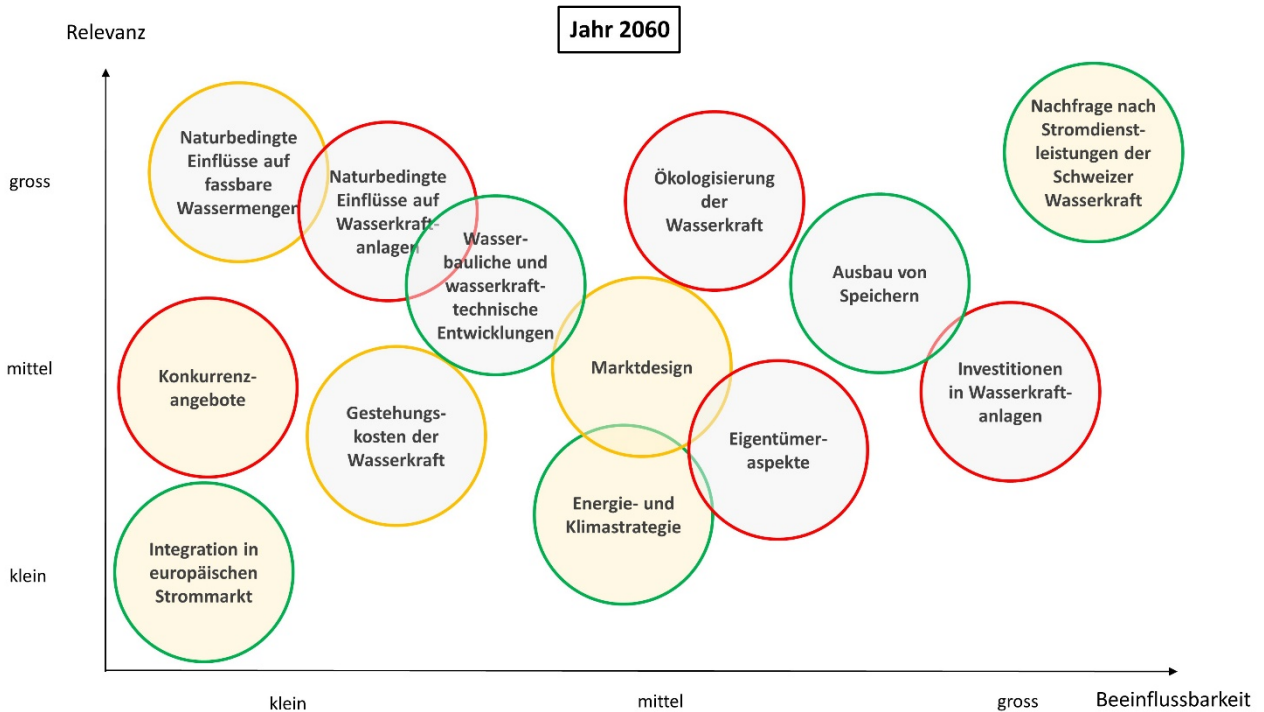 Jahr 2060
Relevanz
gross
mittel
klein
Naturbedingte
Einflüsse auf
fassbare
Wassermengen
Naturbedingte
Einflüsse auf
Wasserkraft-
anlagen
Wasser-
bauliche und
wasserkraft-
technische
Entwicklungen
Ökologisierung
der
Wasserkraft
Nachfrage nach
Stromdienst-
leistungen der
Schweizer
Wasserkraft
Ausbau von
Speichern
Konkurrenz-
angebote
Gestehungs-
kosten der
Wasserkraft
Marktdesign
Eigentümer-
aspekte
Investitionen
in Wasserkraft-
anlagen
Energie- und
Klimastrategie
Integration in
europäischen
Strommarkt
klein
mittel
gross
Beeinflussbarkeit